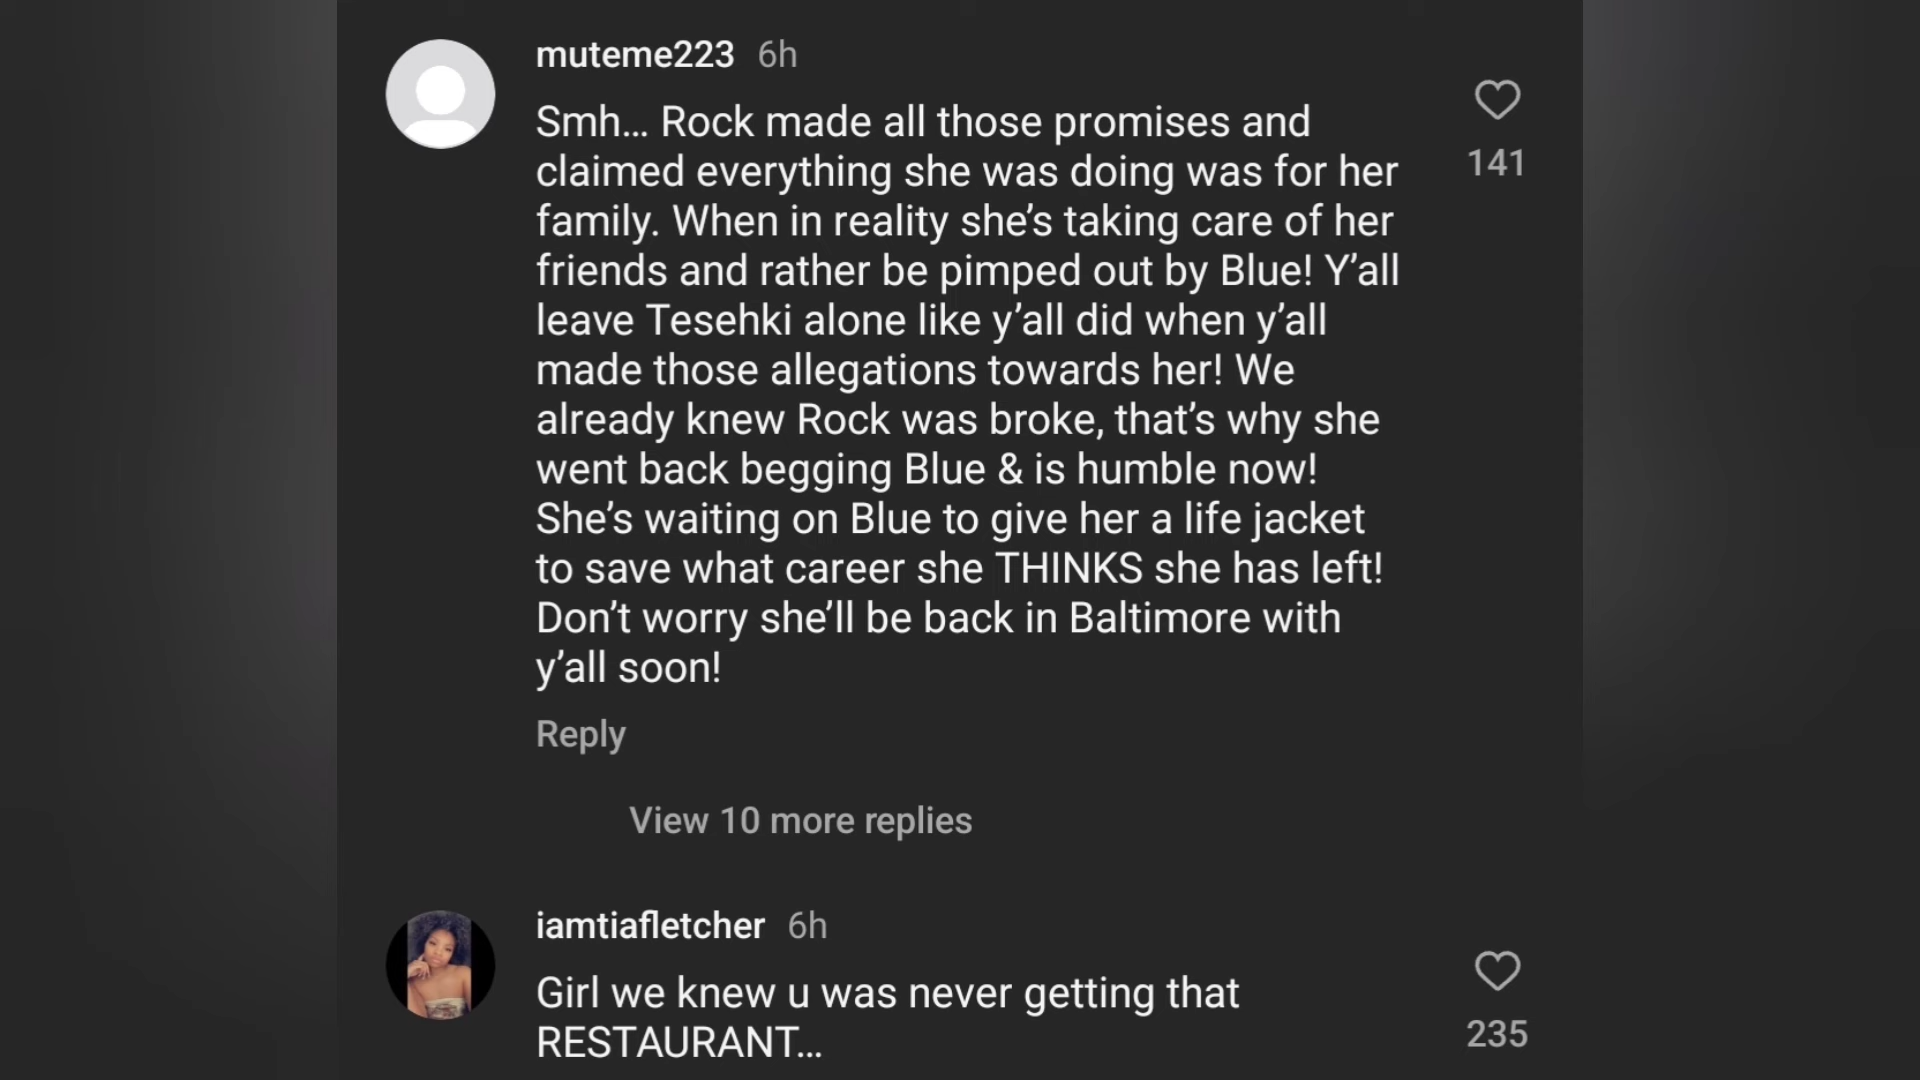 muteme223 6h
Smh... Rock made all those promises and
claimed everything she was doing was for her
family. When in reality she's taking care of her
friends and rather be pimped out by Blue! Y'all
leave Tesehki alone like y'all did when y'all
made those allegations towards her! We
already knew Rock was broke, that's why she
went back begging Blue & is humble now!
She's waiting on Blue to give her a life jacket
to save what career she THINKS she has left!
Don't worry she'll be back in Baltimore with
y'all soon!
141
Reply
View 10 more replies
iamtiafletcher 6h
Girl we knew u was never getting that
RESTAURANT...
235